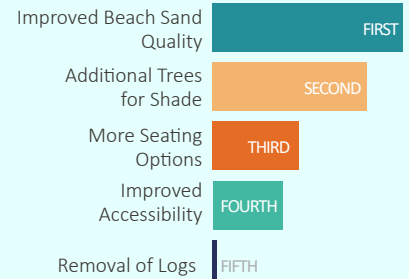 Improved Beach Sand
Quality
FIRST
Additional Trees
for Shade
SECOND
More Seating
Options
THIRD
Improved
Accessibility
FOURTH
Removal of Logs
FIFTH